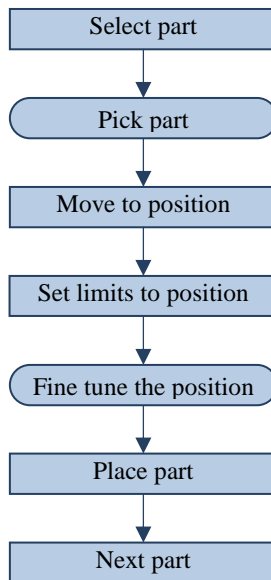 Select part
Pick part
Move to position
Set limits to position
Fine tune the position
Place part
Next part